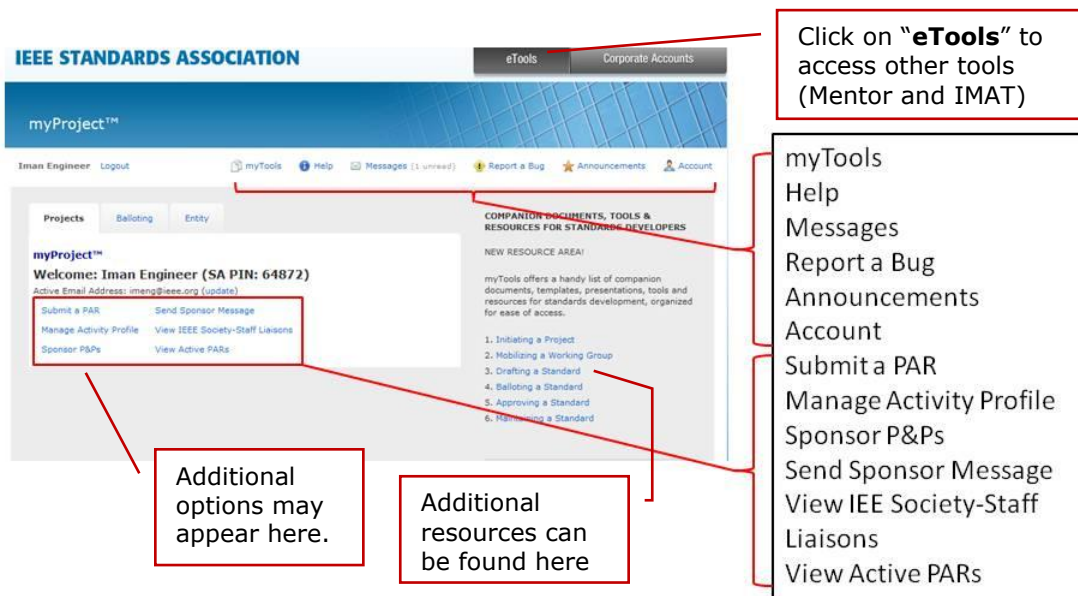 IEEE STANDARDS ASSOCIATION
eTools
Corporate Accounts
Click on “eTools” to
access other tools
(Mentor and IMAT)
myProject™
Iman Engineer Logout
myTools Help Messages (1 unread) Report a Bug Announcements Account
Projects Balloting Entity
myProject™
Welcome: Iman Engineer (SA PIN: 64872)
Active Email Address: imeng@ieee.org (update)
Submit a PAR Send Sponsor Message
Manage Activity Profile View IEEE Society-Staff Liaisons
Sponsor P&Ps View Active PARs
COMPANION DOCUMENTS, TOOLS &
RESOURCES FOR STANDARDS DEVELOPERS
NEW RESOURCE AREA!
myTools offers a handy list of companion
documents, templates, presentations, tools and
resources for standards development, organized
for ease of access.
1. Initiating a Project
2. Mobilizing a Working Group
3. Drafting a Standard
4. Balloting a Standard
5. Approving a Standard
6. Maintaining a Standard
myTools
Help
Messages
Report a Bug
Announcements
Account
Submit a PAR
Manage Activity Profile
Sponsor P&Ps
Send Sponsor Message
View IEE Society-Staff
Liaisons
View Active PARs
Additional
options may
appear here.
Additional
resources can
be found here